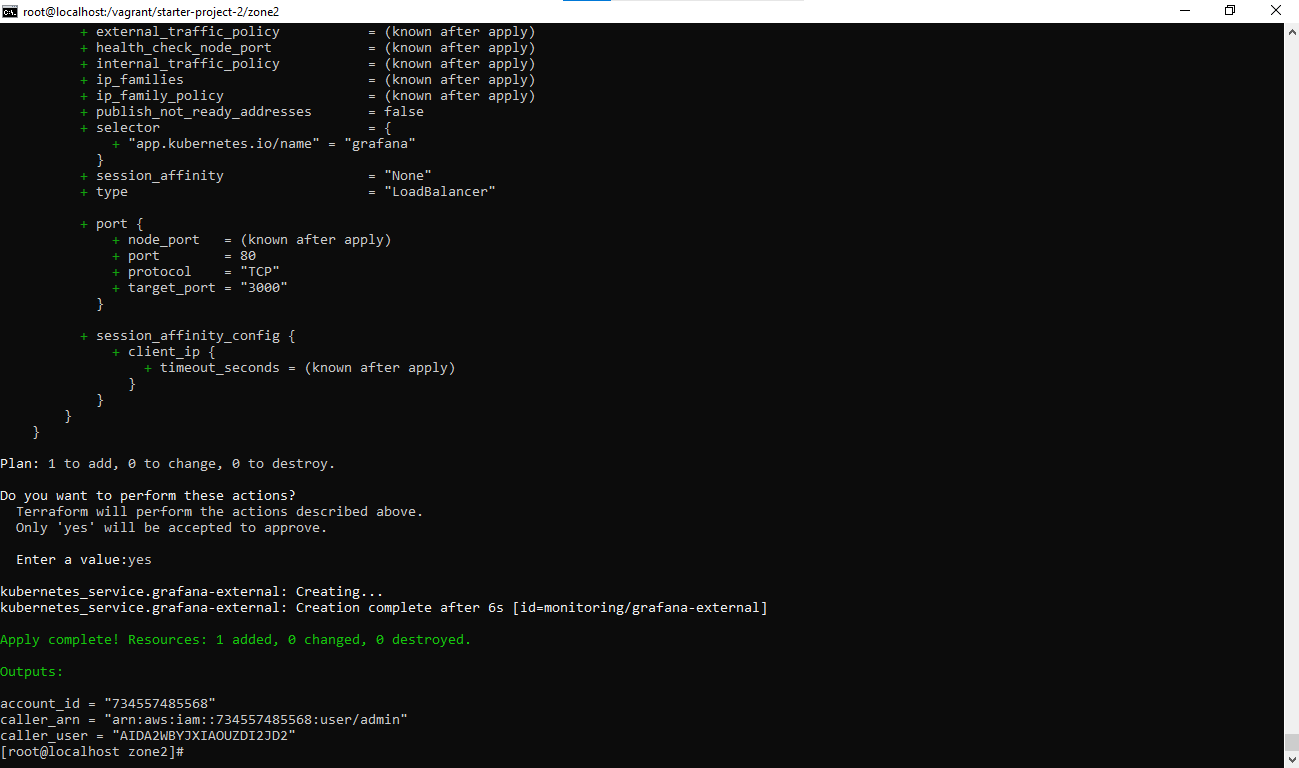 root@localhost:/vagrant/starter-project-2/zone2
+ external_traffic_policy = (known after apply)
+ health_check_node_port = (known after apply)
+ internal_traffic_policy = (known after apply)
+ ip_families = (known after apply)
+ ip_family_policy = (known after apply)
+ publish_not_ready_addresses = false
+ selector = {
+ "app.kubernetes.io/name" = "grafana"
}
+ session_affinity = "None"
+ type = "LoadBalancer"
+ port {
+ node_port = (known after apply)
+ port = 80
+ protocol = "TCP"
+ target_port = "3000"
}
+ session_affinity_config {
+ client_ip {
+ timeout_seconds = (known after apply)
}
}
}
}
Plan: 1 to add, 0 to change, 0 to destroy.
Do you want to perform these actions?
Terraform will perform the actions described above.
Only 'yes' will be accepted to approve.
Enter a value:yes
kubernetes_service.grafana-external: Creating...
kubernetes_service.grafana-external: Creation complete after 6s [id=monitoring/grafana-external]
Apply complete! Resources: 1 added, 0 changed, 0 destroyed.
Outputs:
account_id = "734557485568"
caller_arn = "arn:aws:iam::734557485568:user/admin"
caller_user = "AIDA2WBYJXIAOUZDI2JD2"
[root@localhost zone2]#